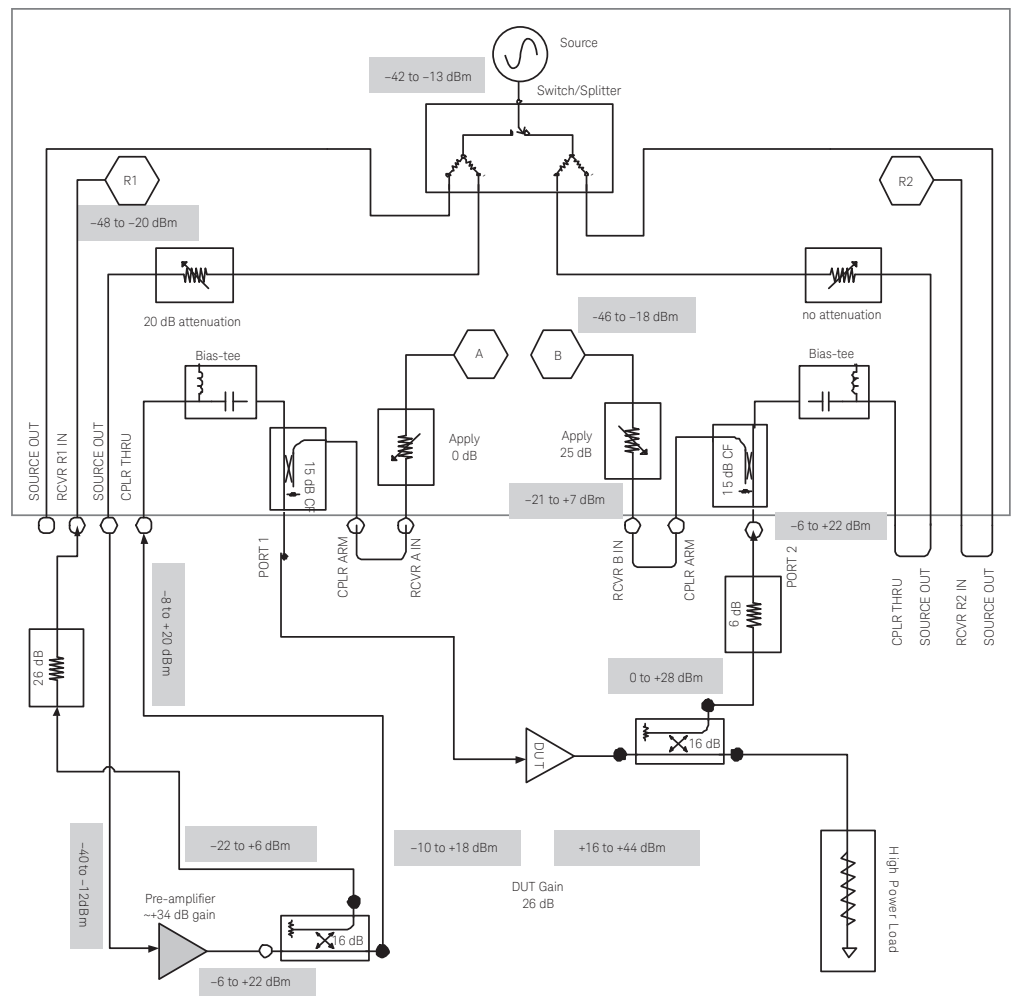 Source
−42 to −13 dBm
Switch/Splitter
R1
R2
−48 to −20 dBm
20 dB attenuation
no attenuation
−46 to −18 dBm
A
B
Bias-tee
Bias-tee
Apply
0 dB
Apply
25 dB
15 dB CF
15 dB CF
SOURCE OUT
RCVR R1 IN
SOURCE OUT
CPLR THRU
−21 to +7 dBm
−6 to +22 dBm
PORT 1
CPLR ARM
RCVR A IN
RCVR B IN
CPLR ARM
PORT 2
CPLR THRU
SOURCE OUT
RCVR R2 IN
SOURCE OUT
−8 to + 20 dBm
6 dB
26 dB
0 to +28 dBm
16 dB
DUT
−22 to +6 dBm
−10 to +18 dBm
+16 to +44 dBm
−40 to −12dBm
DUT Gain
26 dB
High Power Load
Pre-amplifier
~+34 dB gain
16 dB
−6 to +22 dBm